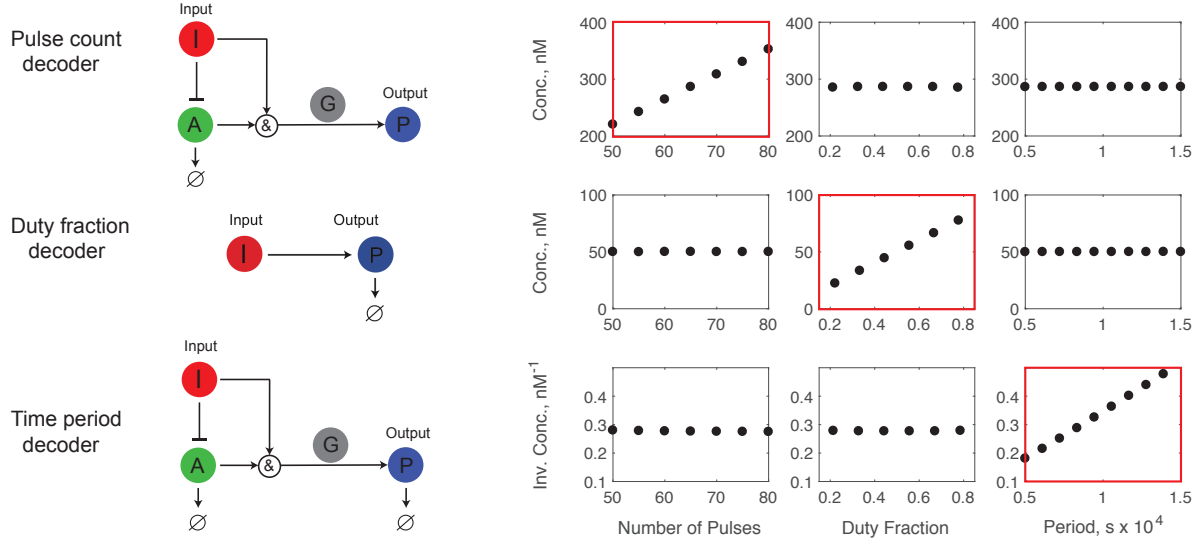 Pulse count
decoder
Input
I
A
∅
&
G
Output
P
Conc., nM
400
300
200
50 60 70 80
400
300
200
0.2 0.4 0.6 0.8
400
300
200
0.5 1 1.5
Duty fraction
decoder
Input
I
Output
P
∅
Conc., nM
100
50
0
50 60 70 80
100
50
0
0.2 0.4 0.6 0.8
100
50
0
0.5 1 1.5
Time period
decoder
Input
I
A
∅
&
G
Output
P
∅
Inv. Conc., nM⁻¹
0.4
0.3
0.2
0.1
50 60 70 80
Number of Pulses
0.4
0.3
0.2
0.1
0.2 0.4 0.6 0.8
Duty Fraction
0.4
0.3
0.2
0.1
0.5 1 1.5
Period, s x 10⁴